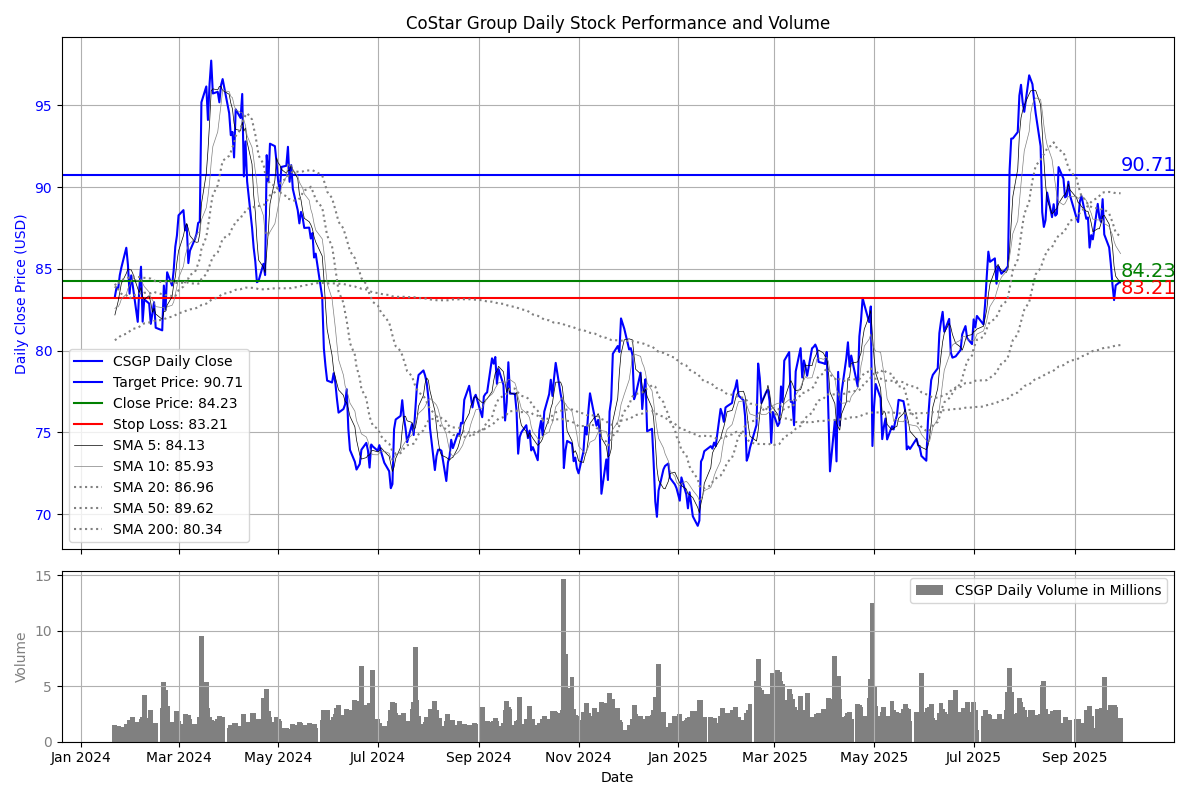 CoStar Group Daily Stock Performance and Volume
Daily Close Price (USD)
95
90
85
80
75
70
90.71
84.23
83.21
CSGP Daily Close
Target Price: 90.71
Close Price: 84.23
Stop Loss: 83.21
SMA 5: 84.13
SMA 10: 85.93
SMA 20: 86.96
SMA 50: 89.62
SMA 200: 80.34
Volume
15
10
5
0
CSGP Daily Volume in Millions
Jan 2024 Mar 2024 May 2024 Jul 2024 Sep 2024 Nov 2024 Jan 2025 Mar 2025 May 2025 Jul 2025 Sep 2025
Date